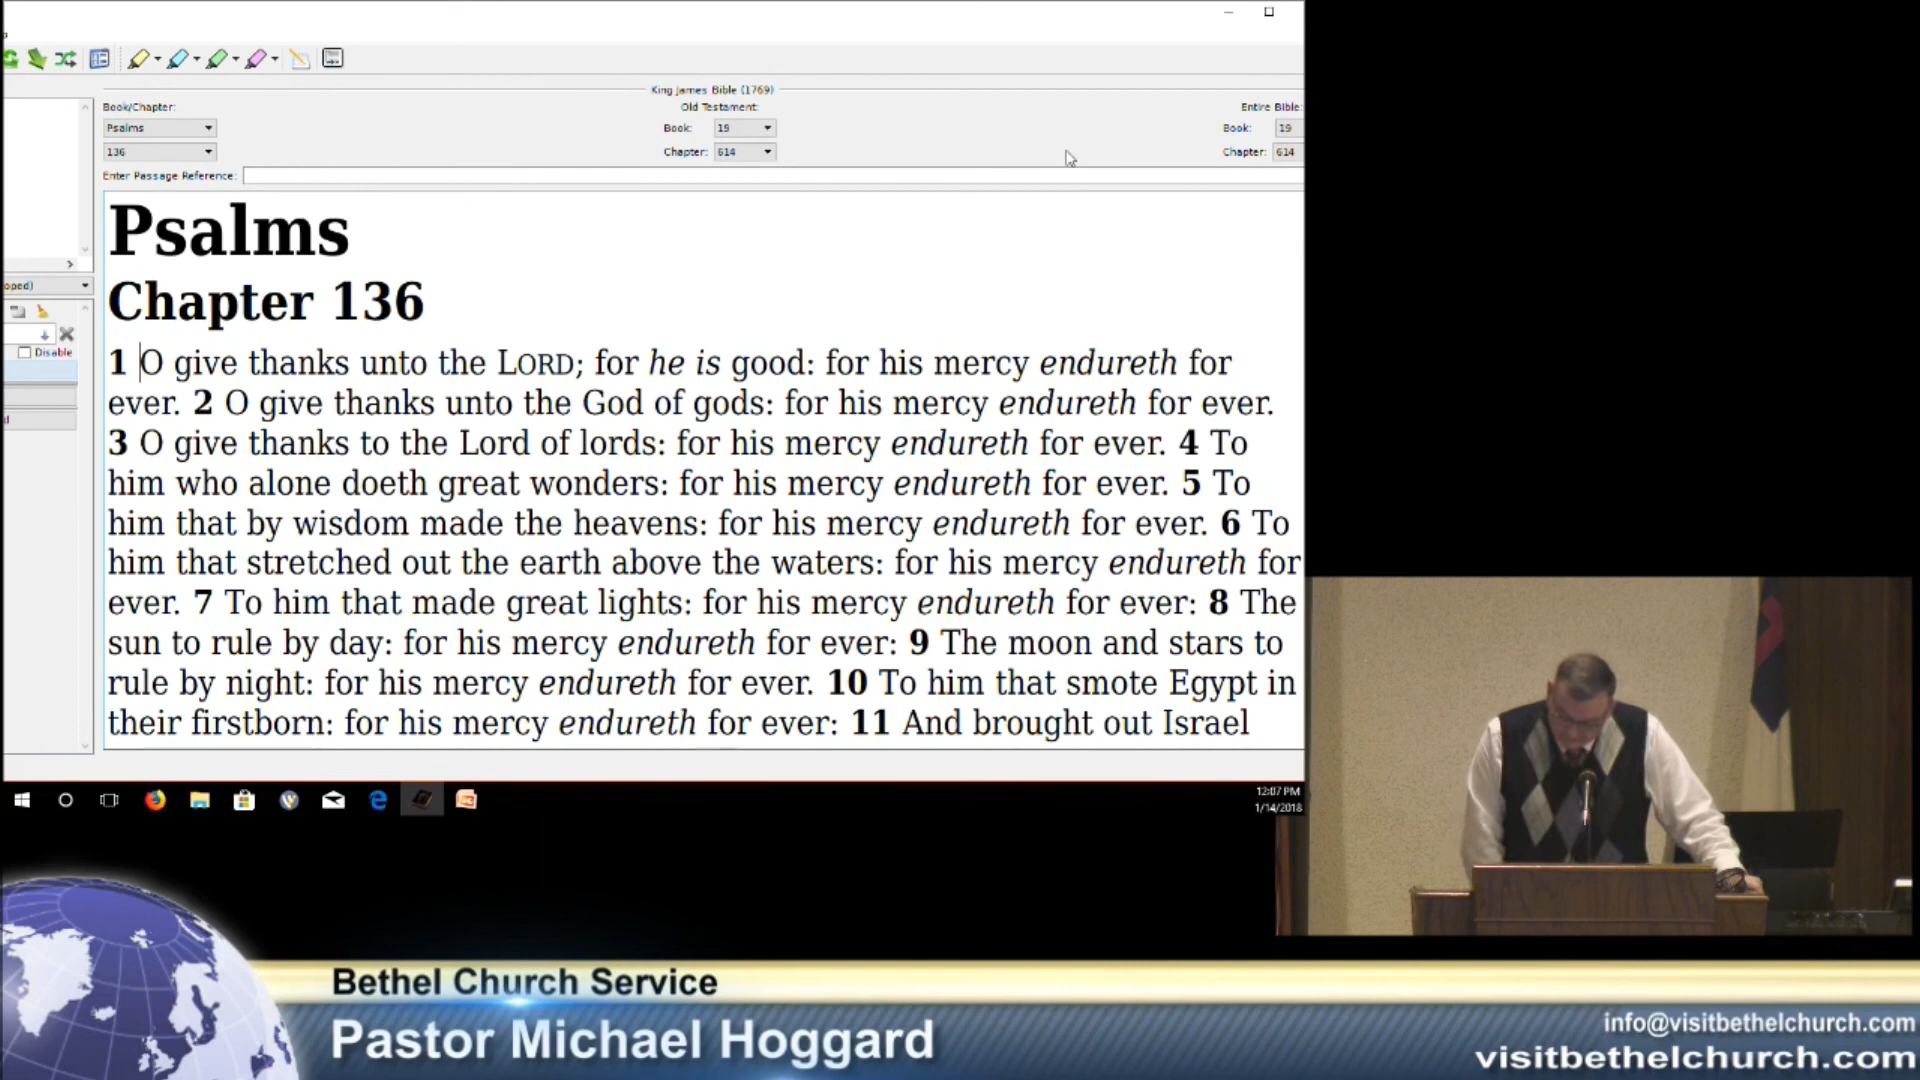 King James Bible (1769)
Book/Chapter:
Old Testament:
Entire Bible:
Psalms
Book: 19
Book: 19
136
Chapter: 614
Chapter: 614
Enter Passage Reference:
Psalms
Chapter 136
1 O give thanks unto the LORD; for he is good: for his mercy endureth for
ever. 2 O give thanks unto the God of gods: for his mercy endureth for ever.
3 O give thanks to the Lord of lords: for his mercy endureth for ever. 4 To
him who alone doeth great wonders: for his mercy endureth for ever. 5 To
him that by wisdom made the heavens: for his mercy endureth for ever. 6 To
him that stretched out the earth above the waters: for his mercy endureth for
ever. 7 To him that made great lights: for his mercy endureth for ever: 8 The
sun to rule by day: for his mercy endureth for ever: 9 The moon and stars to
rule by night: for his mercy endureth for ever. 10 To him that smote Egypt in
their firstborn: for his mercy endureth for ever: 11 And brought out Israel
oped)
Disable
12:07 PM
1/14/2018
Bethel Church Service
Pastor Michael Hoggard
info@visitbethelchurch.com
visitbethelchurch.com